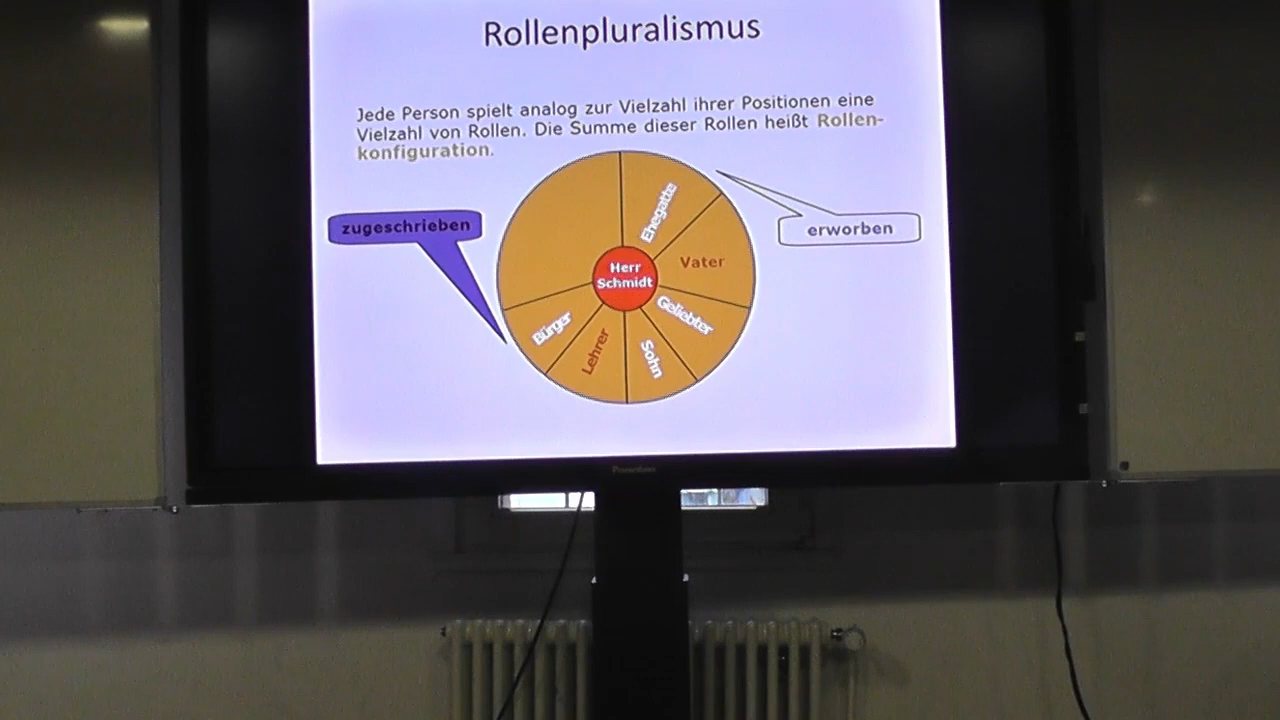 Rollenpluralismus
Jede Person spielt analog zur Vielzahl ihrer Positionen eine
Vielzahl von Rollen. Die Summe dieser Rollen heißt Rollen-
konfiguration.
zugeschrieben
erworben
Ehegatte
Vater
Herr
Schmidt
Geliebter
Bürger
Lehrer
Sohn
Promethean